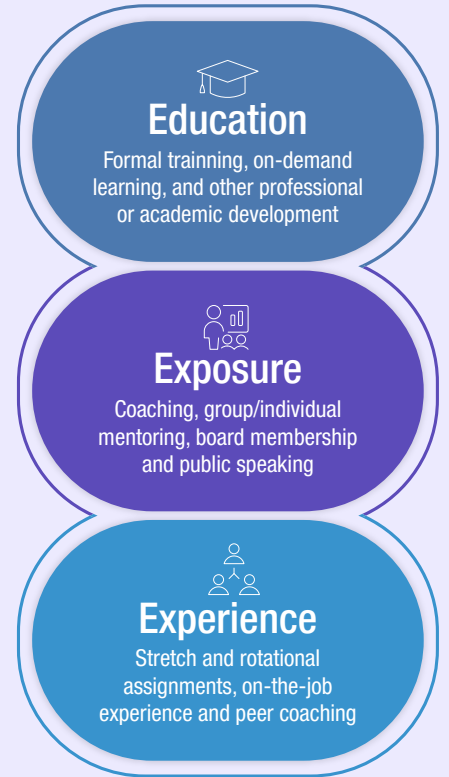 Education
Formal trainning, on-demand
learning, and other professional
or academic development
Exposure
Coaching, group/individual
mentoring, board membership
and public speaking
Experience
Stretch and rotational
assignments, on-the-job
experience and peer coaching